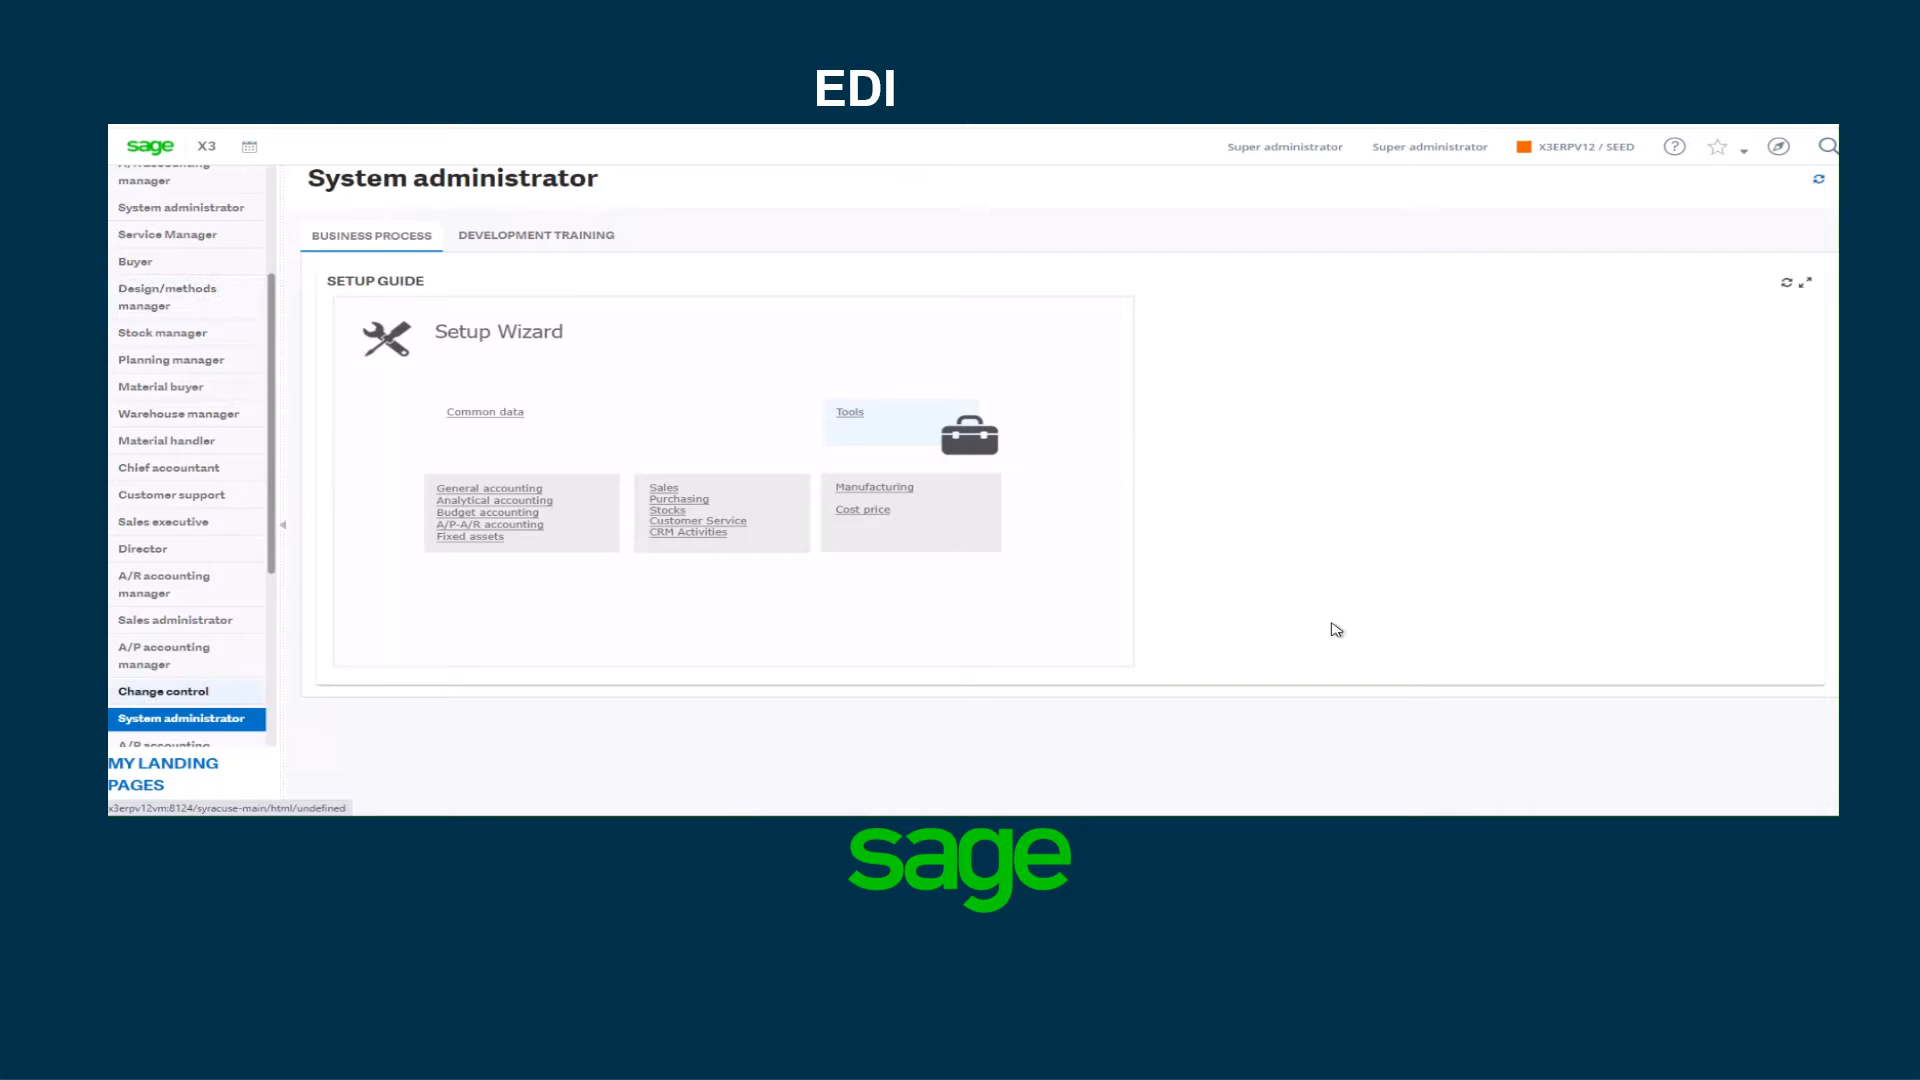 EDI
sage X3
Super administrator
Super administrator
X3ERPV12 / SEED
manager
System administrator
Service Manager
Buyer
Design/methods
manager
Stock manager
Planning manager
Material buyer
Warehouse manager
Material handler
Chief accountant
Customer support
Sales executive
Director
A/R accounting
manager
Sales administrator
A/P accounting
manager
Change control
System administrator
MY LANDING
PAGES
x3erpv12vm:8124/syracuse-main/html/undefined
System administrator
BUSINESS PROCESS
DEVELOPMENT TRAINING
SETUP GUIDE
Setup Wizard
Common data
Tools
General accounting
Analytical accounting
Budget accounting
A/P-A/R accounting
Fixed assets
Sales
Purchasing
Stocks
Customer Service
CRM Activities
Manufacturing
Cost price
sage